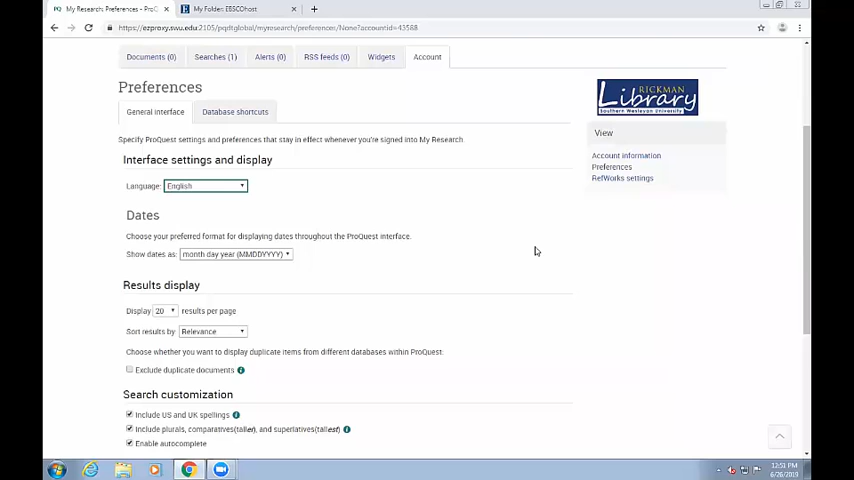 My Research: Preferences - ProQ
My Folder: EBSCOhost
https://ezproxy.swu.edu:2105/pqrltglobal/myresearch/preferences/None?accountid=43588
Documents (0)
Searches (1)
Alerts (0)
RSS feeds (0)
Widgets
Account
Preferences
General interface
Database shortcuts
Specify ProQuest settings and preferences that stay in effect whenever you're signed into My Research.
Interface settings and display
Language: English
Dates
Choose your preferred format for displaying dates throughout the ProQuest interface.
Show dates as: month day year (MMDDYYYY)
Results display
Display 20 results per page
Sort results by Relevance
Choose whether you want to display duplicate items from different databases within ProQuest:
Exclude duplicate documents
Search customization
Include US and UK spellings
Include plurals, comparatives(taller), and superlatives(tallest)
Enable autocomplete
RICKMAN
Library
Southern Wesleyan University
View
Account information
Preferences
RefWorks settings
12:51 PM
6/26/2019